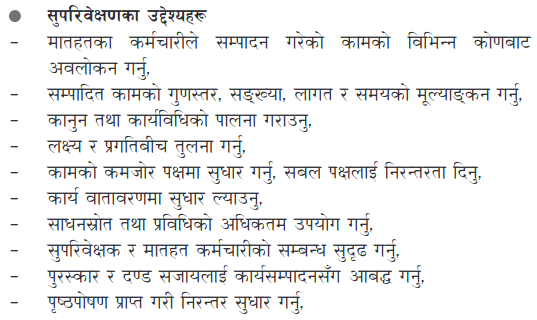 ● सुपरिवेक्षणका उद्देश्यहरू
– मातहतका कर्मचारीले सम्पादन गरेको कामको विभिन्न कोणबाट
अवलोकन गर्नु,
– सम्पादित कामको गुणस्तर, सङ्ख्या, लागत र समयको मूल्याङ्कन गर्नु,
– कानुन तथा कार्यविधिको पालना गराउनु,
– लक्ष्य र प्रगतिबीच तुलना गर्नु,
– कामको कमजोर पक्षमा सुधार गर्नु, सबल पक्षलाई निरन्तरता दिनु,
– कार्य वातावरणमा सुधार ल्याउनु,
– साधनस्रोत तथा प्रविधिको अधिकतम उपयोग गर्नु,
– सुपरिवेक्षक र मातहत कर्मचारीको सम्बन्ध सुदृढ गर्नु,
– पुरस्कार र दण्ड सजायलाई कार्यसम्पादनसँग आबद्ध गर्नु,
– पृष्ठपोषण प्राप्त गरी निरन्तर सुधार गर्नु,